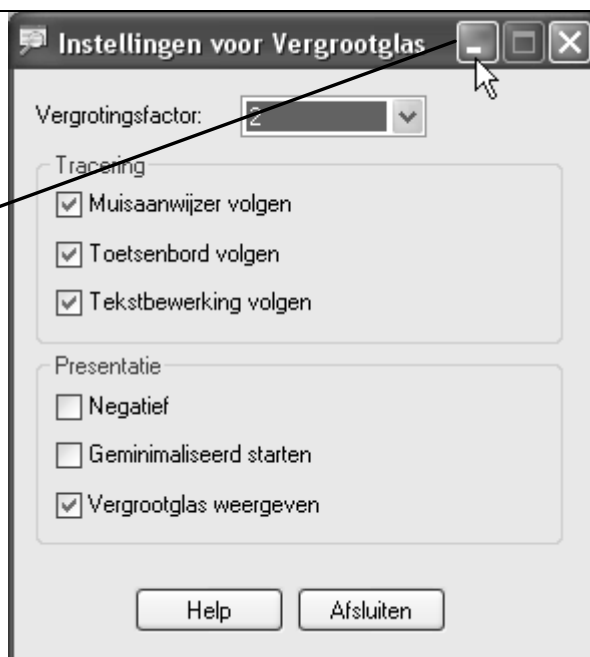 Instellingen voor Vergrootglas
Vergrotingsfactor: 2
Tracering
Muisaanwijzer volgen
Toetsenbord volgen
Tekstbewerking volgen
Presentatie
Negatief
Geminimaliseerd starten
Vergrootglas weergeven
Help Afsluiten